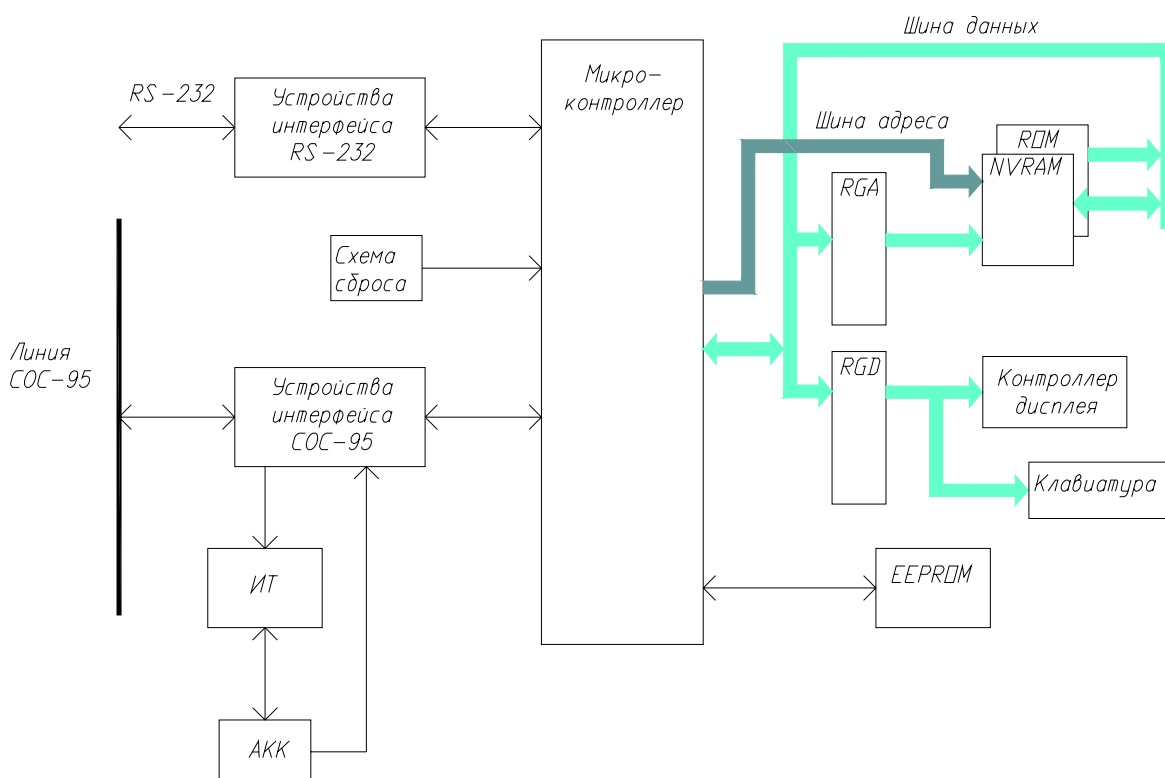 Шина данных
RS-232
Устройства
интерфейса
RS-232
Микро-
контроллер
Шина адреса
ROM
NVRAM
RGA
Схема
сброса
Линия
СОС-95
Устройства
интерфейса
СОС-95
RGD
Контроллер
дисплея
Клавиатура
ИТ
EEPROM
АКК